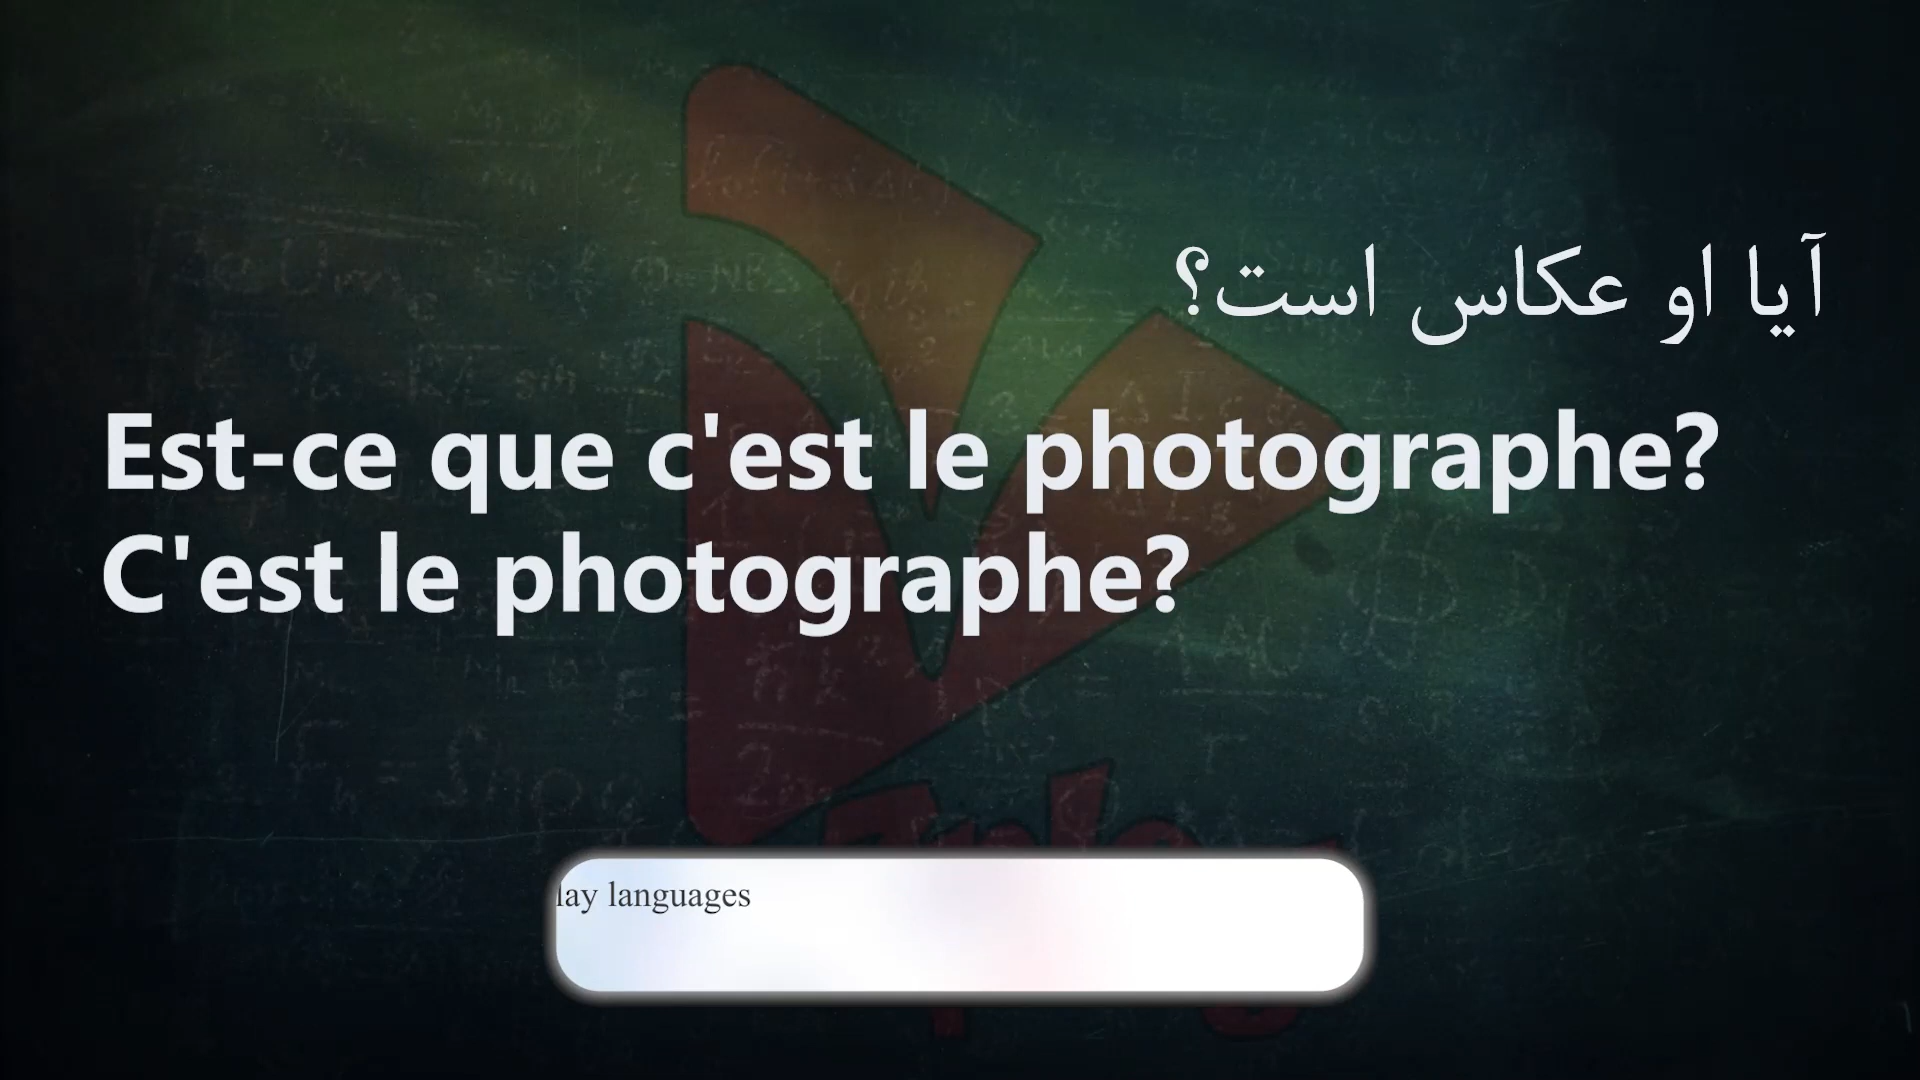 آیا او عکاس است؟
Est-ce que c'est le photographe?
C'est le photographe?
lay languages